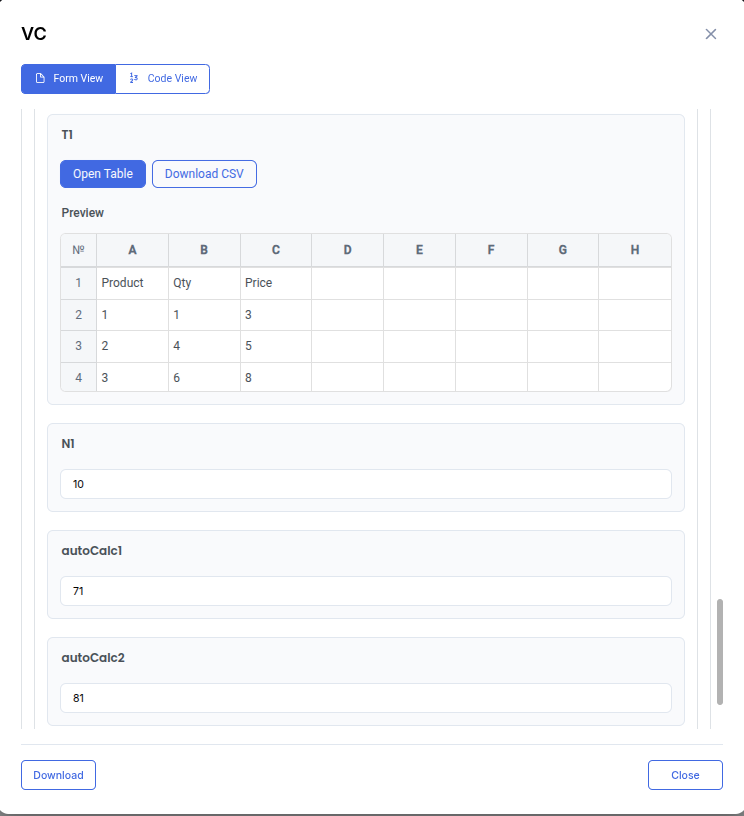 VC
Form View Code View
T1
Open Table Download CSV
Preview
№ A B C D E F G H
1 Product Qty Price
2 1 1 3
3 2 4 5
4 3 6 8
N1
10
autoCalc1
71
autoCalc2
81
Download Close